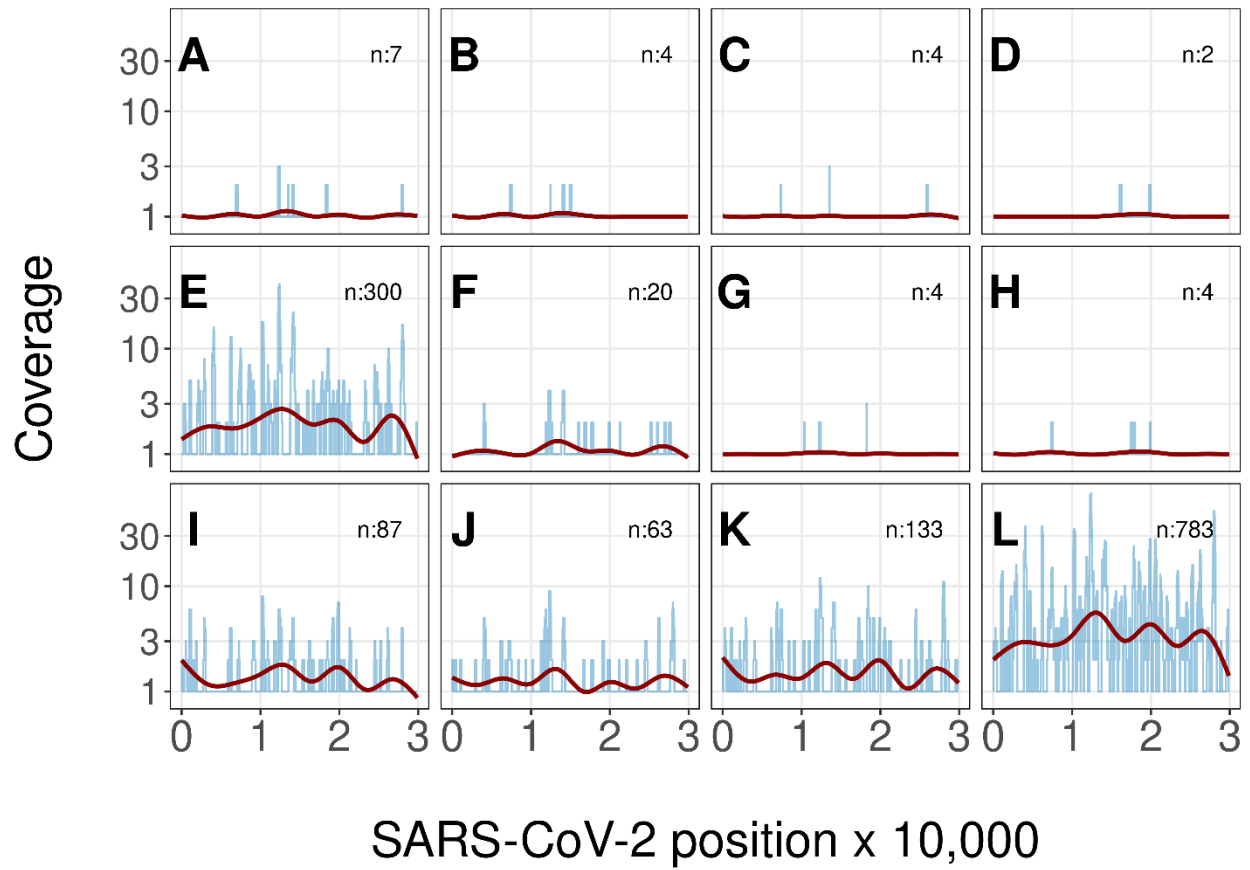 A n:7 B n:4 C n:4 D n:2
30
10
3
1
E n:300 F n:20 G n:4 H n:4
30
10
3
1
I n:87 J n:63 K n:133 L n:783
30
10
3
1
0 1 2 3 0 1 2 3 0 1 2 3 0 1 2 3
Coverage
SARS-CoV-2 position x 10,000